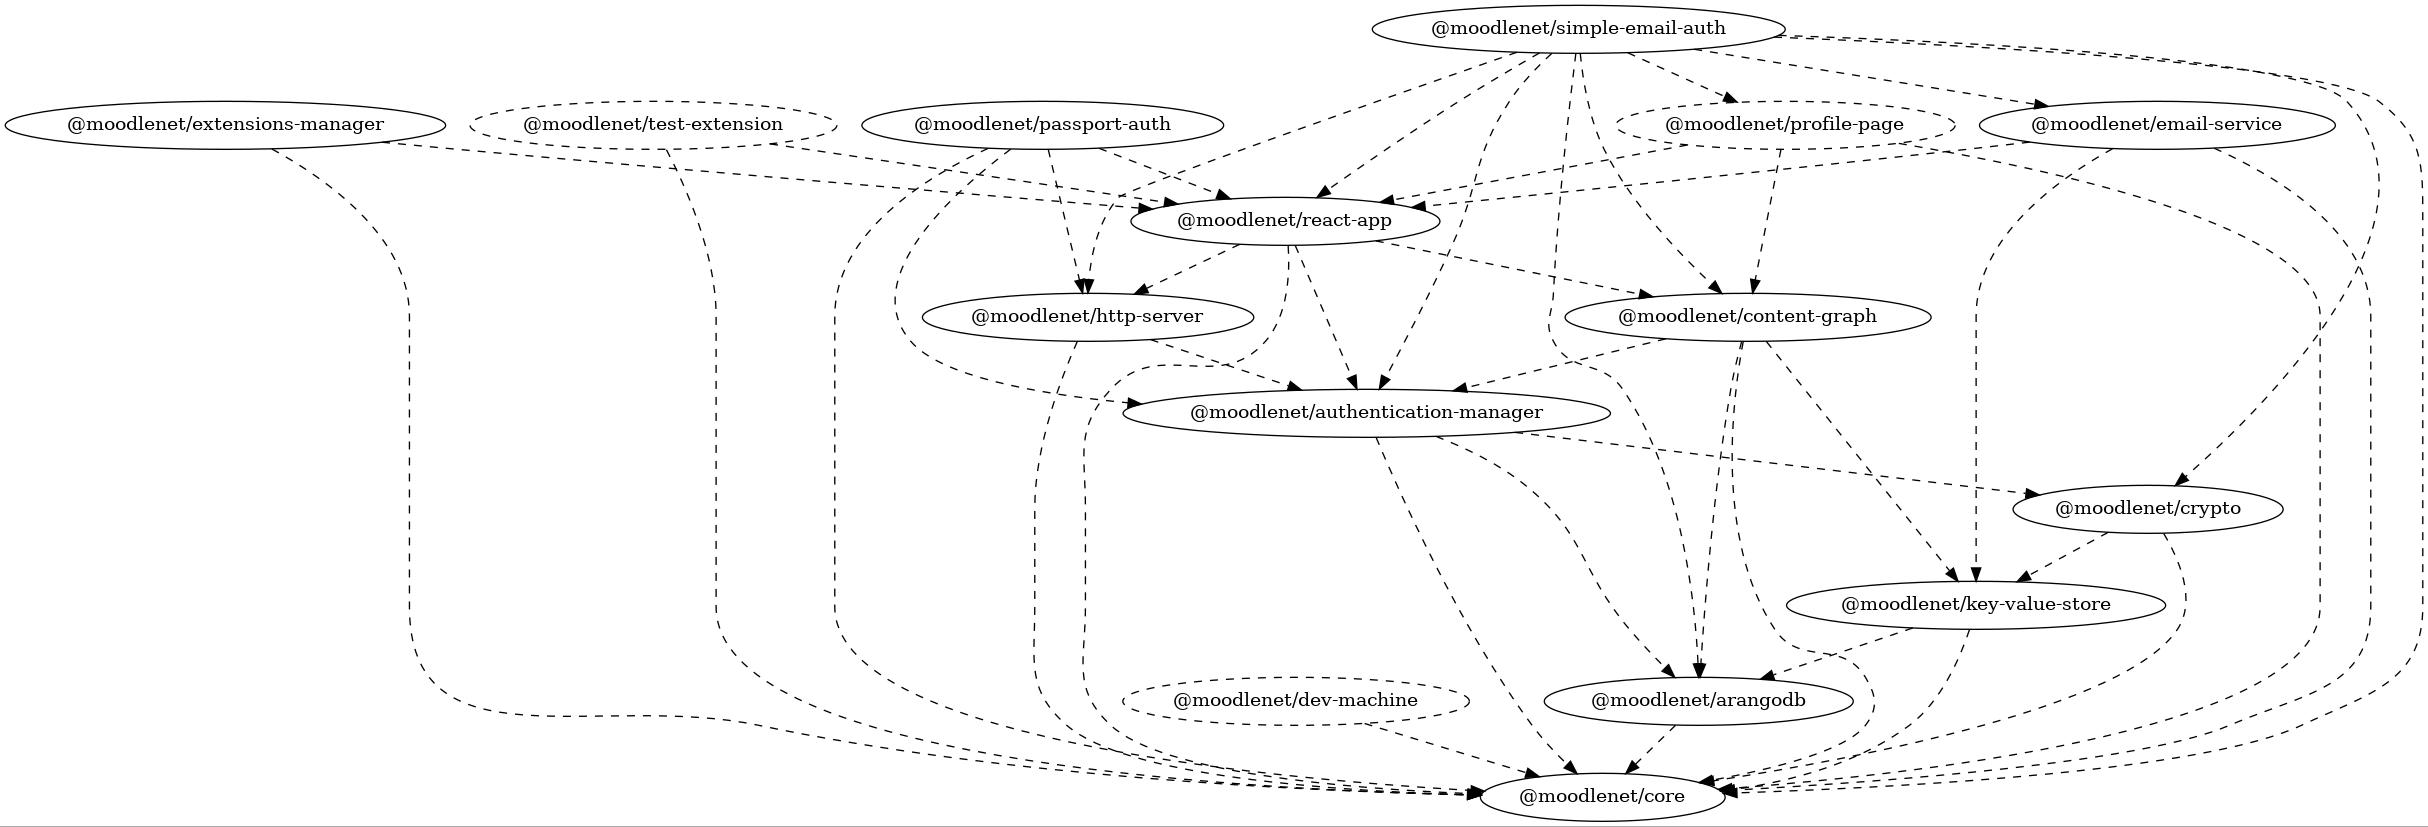 @moodlenet/simple-email-auth
@moodlenet/extensions-manager
@moodlenet/test-extension
@moodlenet/passport-auth
@moodlenet/profile-page
@moodlenet/email-service
@moodlenet/react-app
@moodlenet/http-server
@moodlenet/content-graph
@moodlenet/authentication-manager
@moodlenet/crypto
@moodlenet/key-value-store
@moodlenet/dev-machine
@moodlenet/arangodb
@moodlenet/core